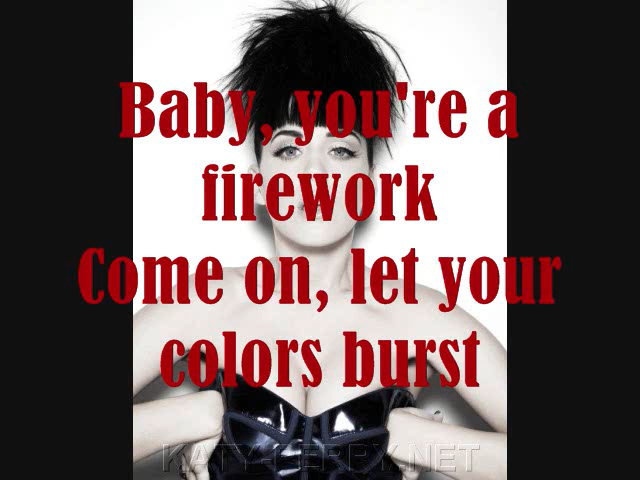 Baby, you're a
firework
Come on, let your
colors burst
KATY-PERRY.NET